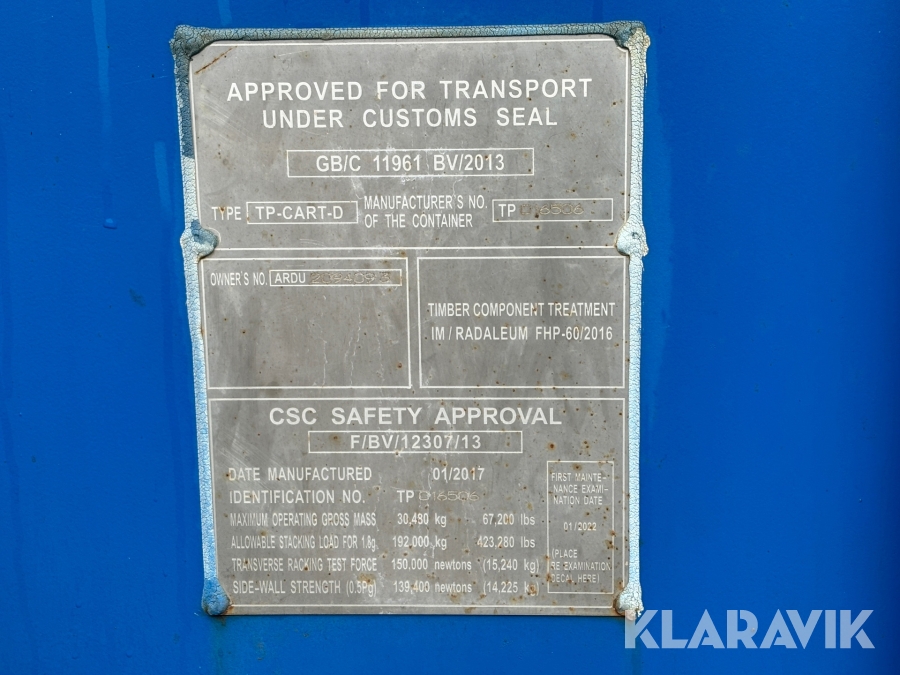 APPROVED FOR TRANSPORT
UNDER CUSTOMS SEAL
GB/C 11961 BV/2013
TYPE TP-CART-D MANUFACTURER'S NO. OF THE CONTAINER TP
OWNER'S NO. ARDU
TIMBER COMPONENT TREATMENT
IM / RADALEUM FHP-60/2016
CSC SAFETY APPROVAL
F/BV/12307/13
DATE MANUFACTURED 01/2017
IDENTIFICATION NO. TP
MAXIMUM OPERATING GROSS MASS 30,480 kg 67,200 lbs
ALLOWABLE STACKING LOAD FOR 1.8g 192,000 kg 423,280 lbs
TRANSVERSE RACKING TEST FORCE 150,000 newtons (15,240 kg)
SIDE-WALL STRENGTH (0.6Pg) 139,400 newtons (14,225 kg)
FIRST MAINTE-
NANCE EXAMI-
NATION DATE
01/2022
(PLACE
RE EXAMINATION
DECAL HERE)
KLARAVIK